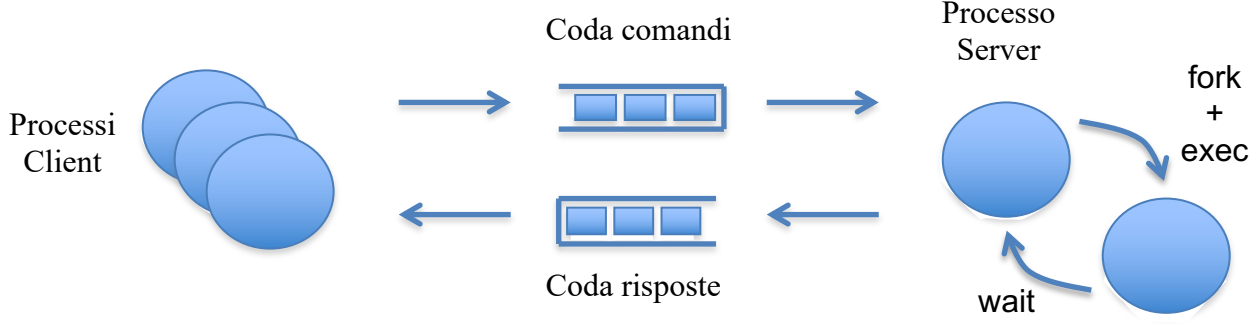 Processi
Client
Coda comandi
Coda risposte
Processo
Server
fork
+
exec
wait